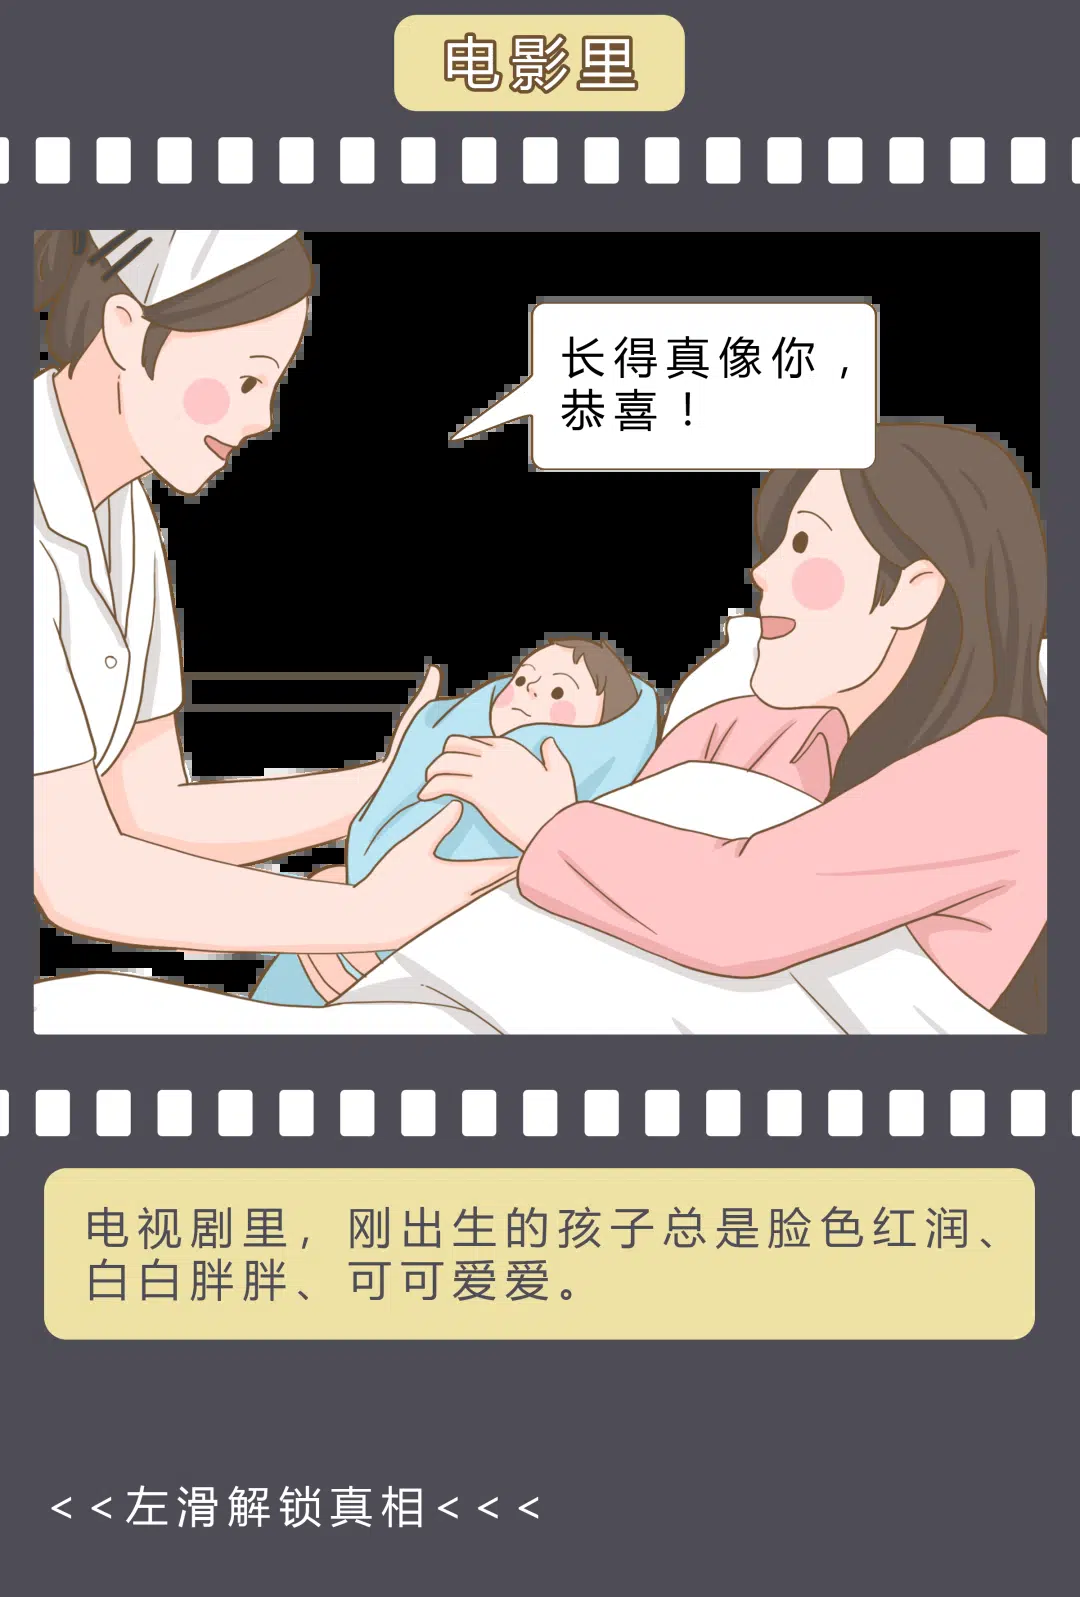 电影里
长得真像你，
恭喜！
电视剧里，刚出生的孩子总是脸色红润、
白白胖胖、可可爱爱。
<<左滑解锁真相<<<